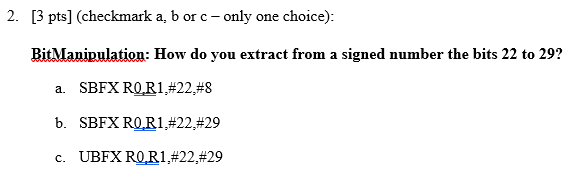 2. [3 pts] (checkmark a, b or c – only one choice):
BitManipulation: How do you extract from a signed number the bits 22 to 29?
a. SBFX R0,R1,#22,#8
b. SBFX R0,R1,#22,#29
c. UBFX R0,R1,#22,#29